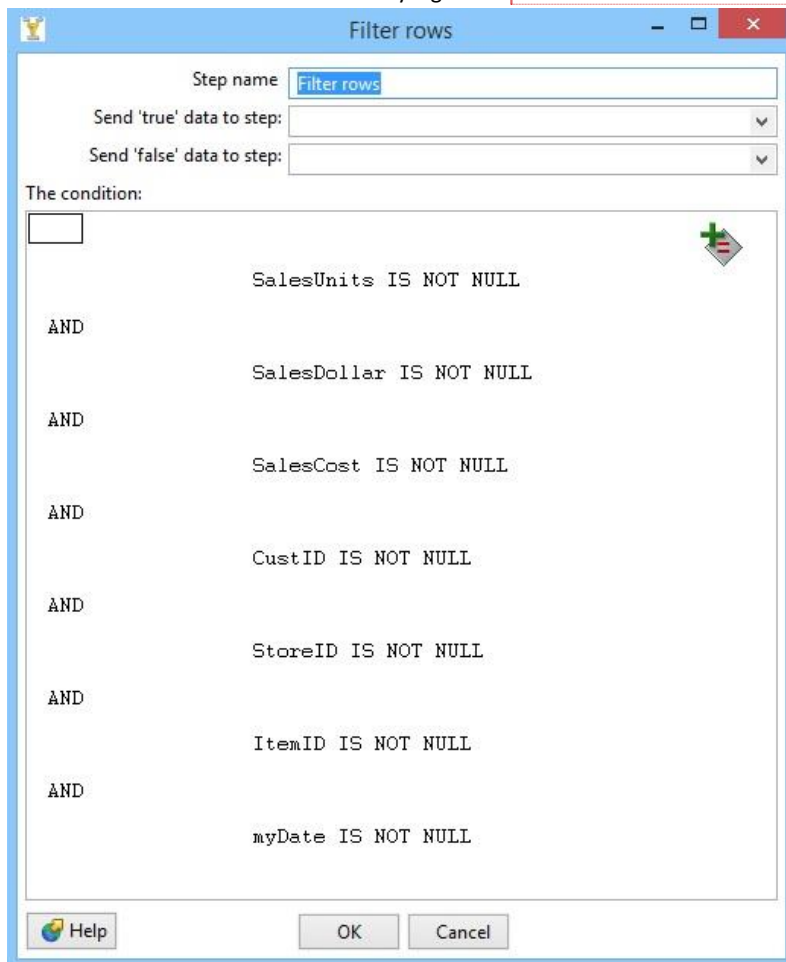 Filter rows
Step name Filter rows
Send 'true' data to step:
Send 'false' data to step:
The condition:
SalesUnits IS NOT NULL
AND
SalesDollar IS NOT NULL
AND
SalesCost IS NOT NULL
AND
CustID IS NOT NULL
AND
StoreID IS NOT NULL
AND
ItemID IS NOT NULL
AND
myDate IS NOT NULL
Help OK Cancel